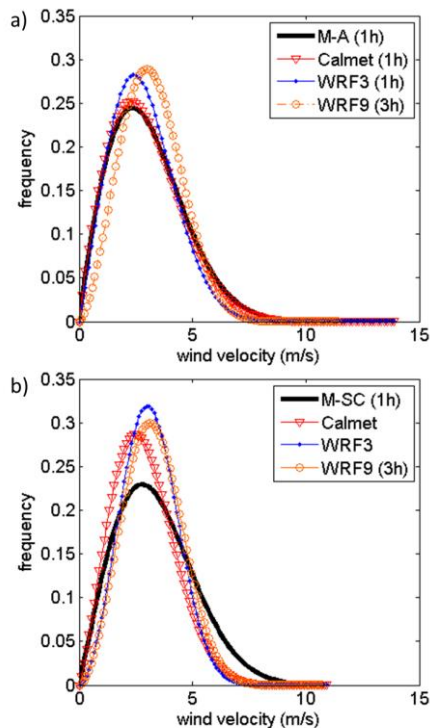 a)
0.35
0.3
0.25
0.2
0.15
0.1
0.05
0
frequency
M-A (1h)
Calmet (1h)
WRF3 (1h)
WRF9 (3h)
0 5 10 15
wind velocity (m/s)
b)
0.35
0.3
0.25
0.2
0.15
0.1
0.05
0
frequency
M-SC (1h)
Calmet
WRF3
WRF9 (3h)
0 5 10 15
wind velocity (m/s)